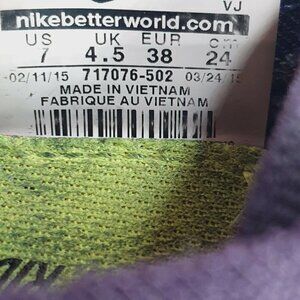 VJ
nikebetterworld.com
US UK EUR cm
7 4.5 38 24
02/11/15 717076-502 03/24/15
MADE IN VIETNAM
FABRIQUE AU VIETNAM